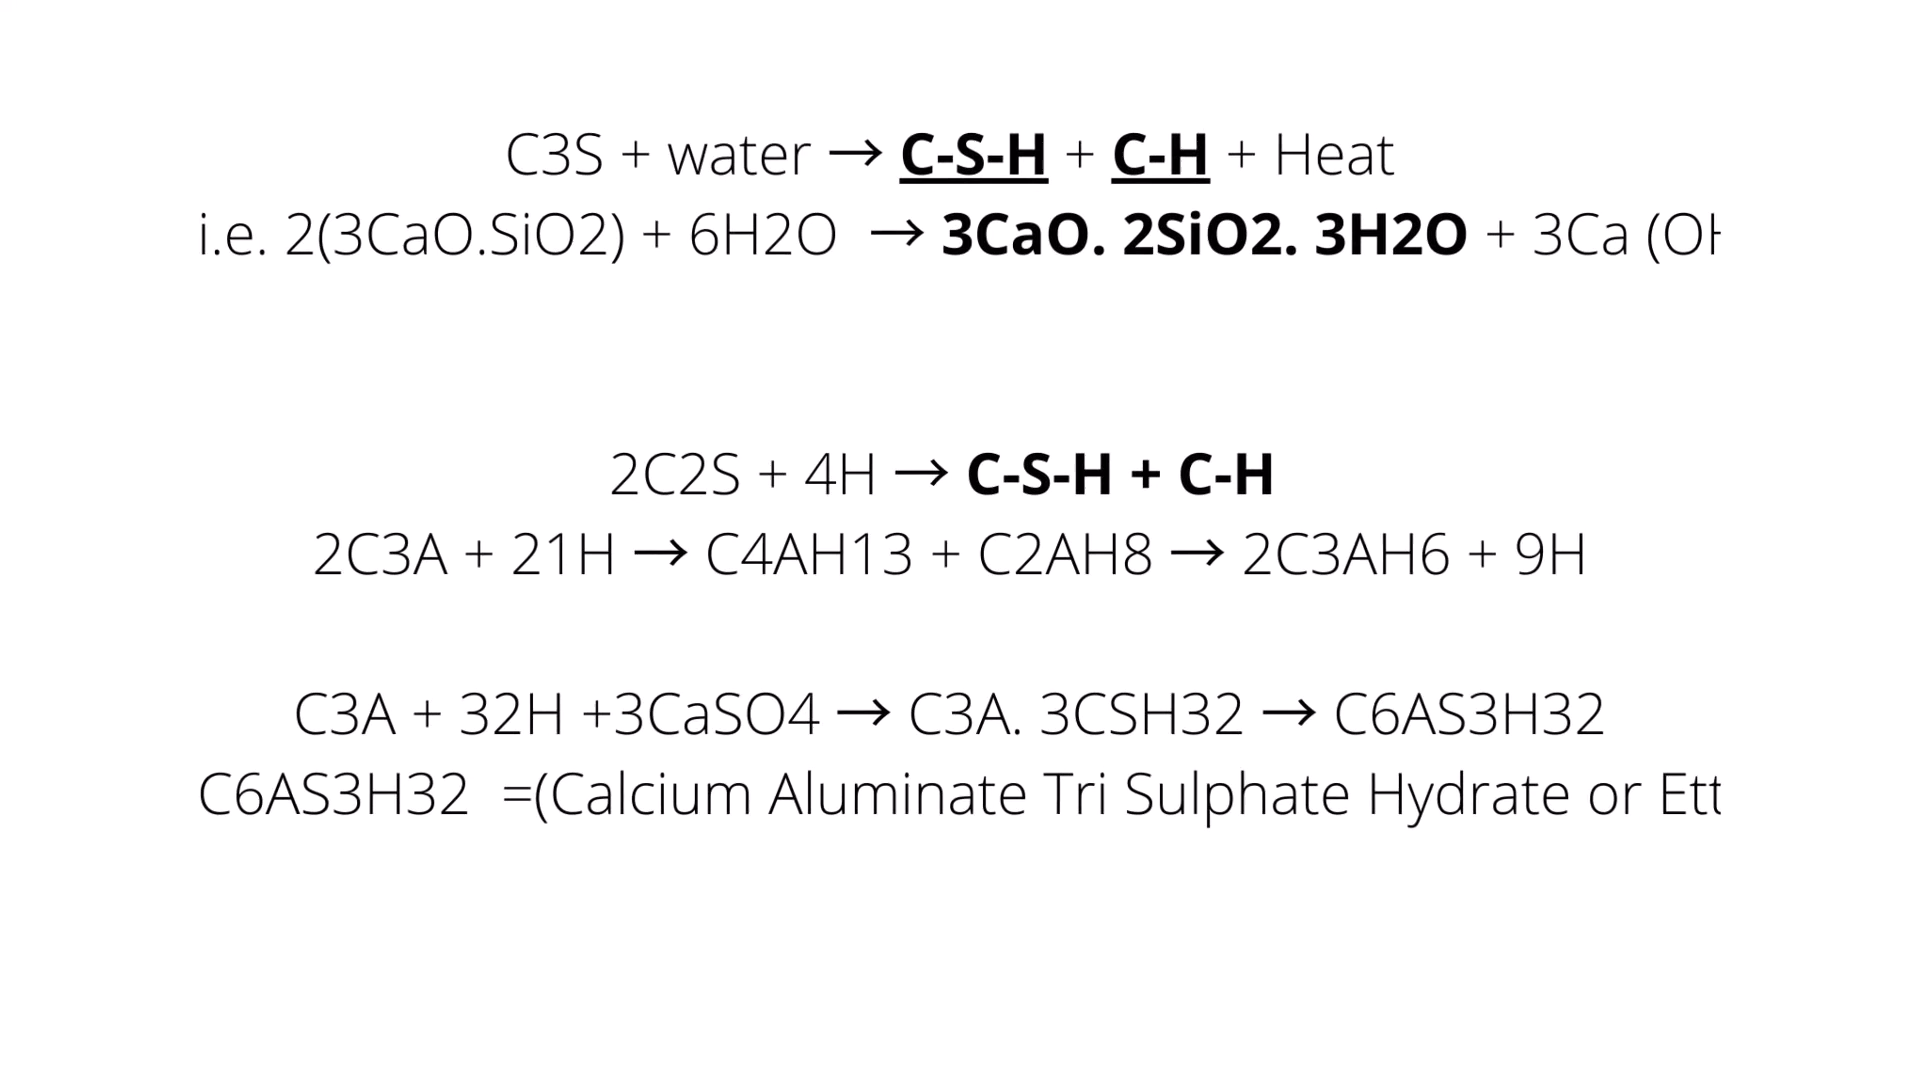 C3S + water → C-S-H + C-H + Heat
i.e. 2(3CaO.SiO2) + 6H2O → 3CaO. 2SiO2. 3H2O + 3Ca (O
2C2S + 4H → C-S-H + C-H
2C3A + 21H → C4AH13 + C2AH8 → 2C3AH6 + 9H
C3A + 32H +3CaSO4 → C3A. 3CSH32 → C6AS3H32
C6AS3H32 =(Calcium Aluminate Tri Sulphate Hydrate or Ett